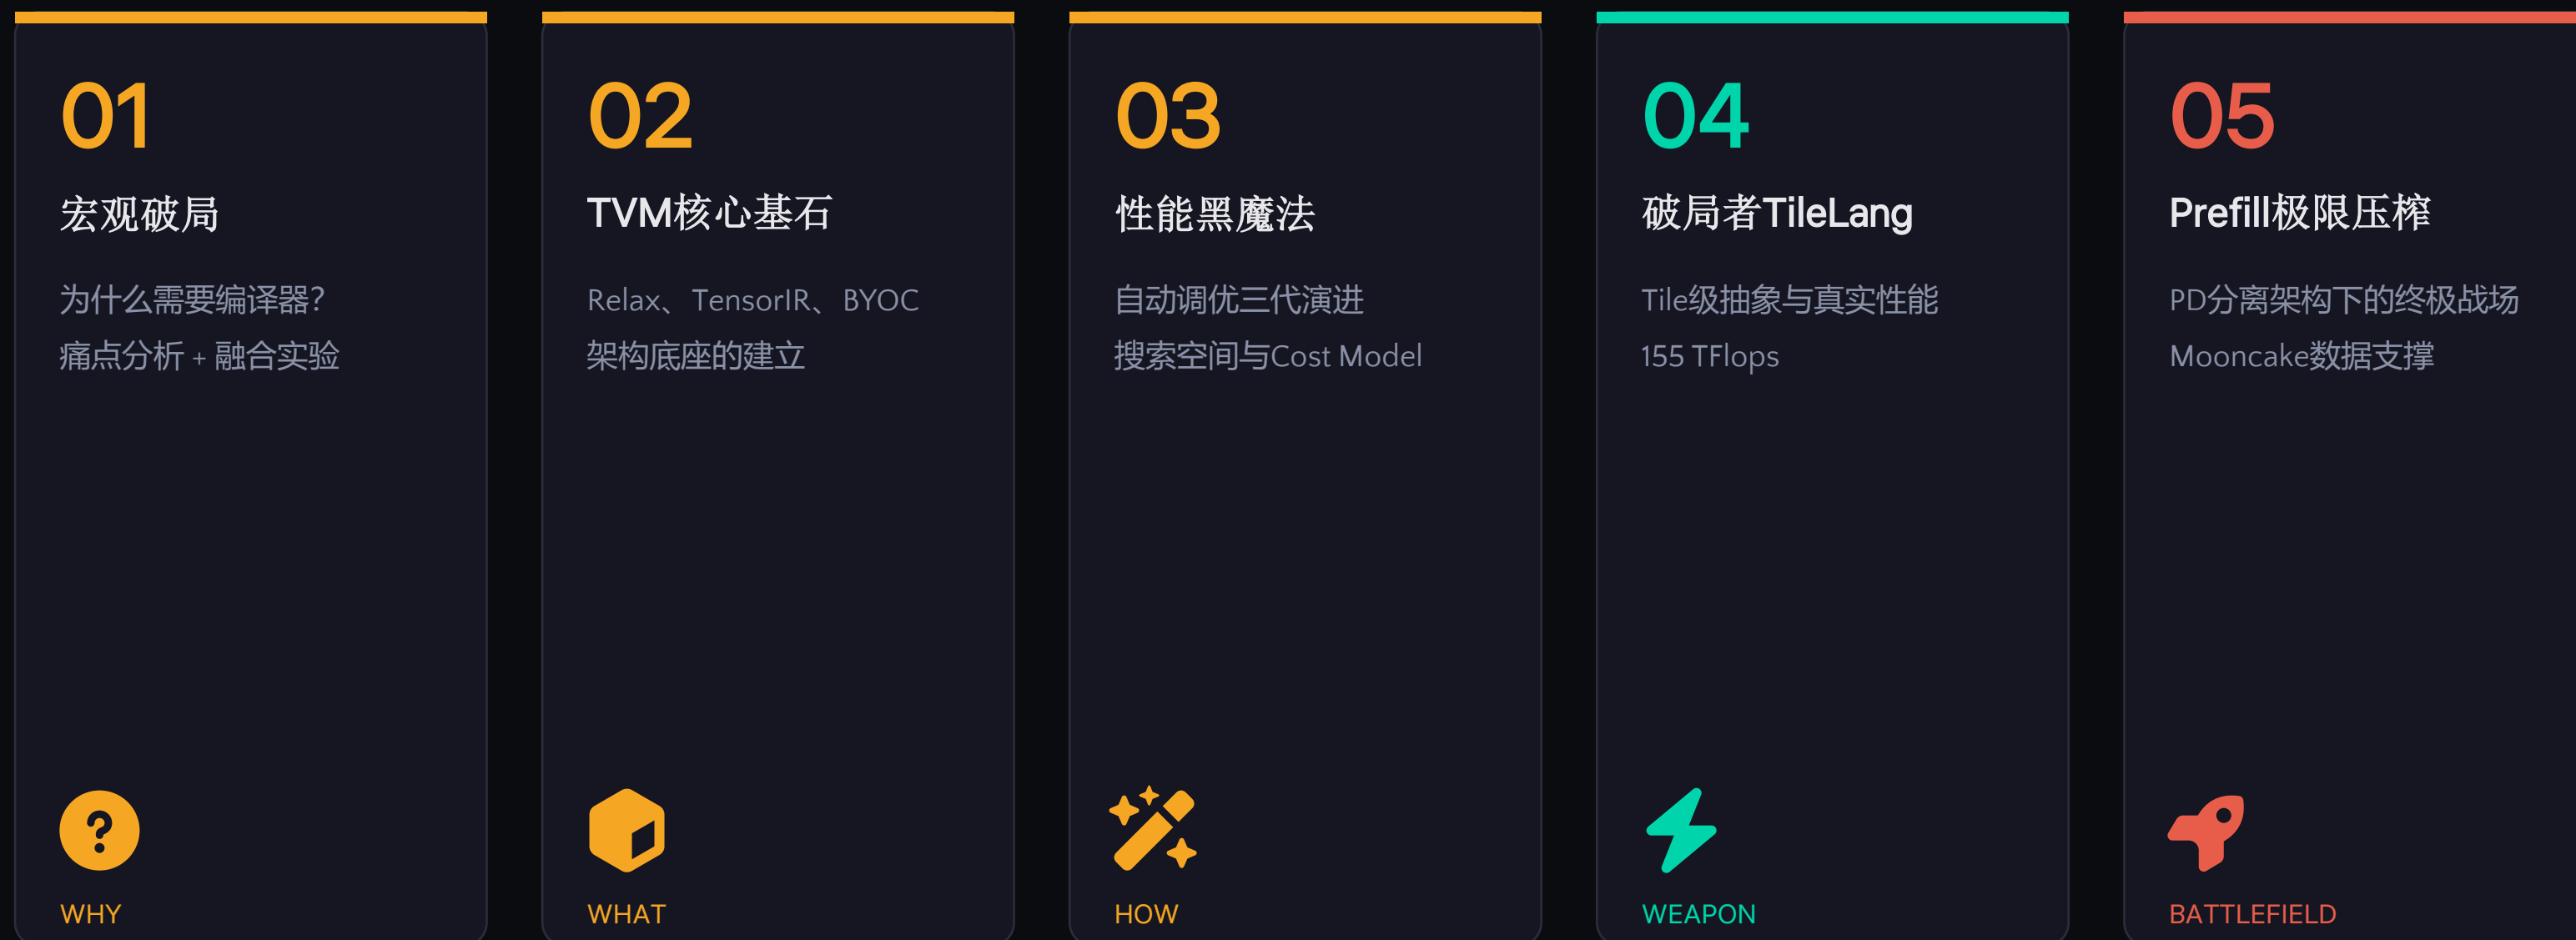 01
宏观破局
为什么需要编译器？
痛点分析 + 融合实验
WHY
02
TVM核心基石
Relax、TensorIR、BYOC
架构底座的建立
WHAT
03
性能黑魔法
自动调优三代演进
搜索空间与Cost Model
HOW
04
破局者TileLang
Tile级抽象与真实性能
155 TFlops
WEAPON
05
Prefill极限压榨
PD分离架构下的终极战场
Mooncake数据支撑
BATTLEFIELD